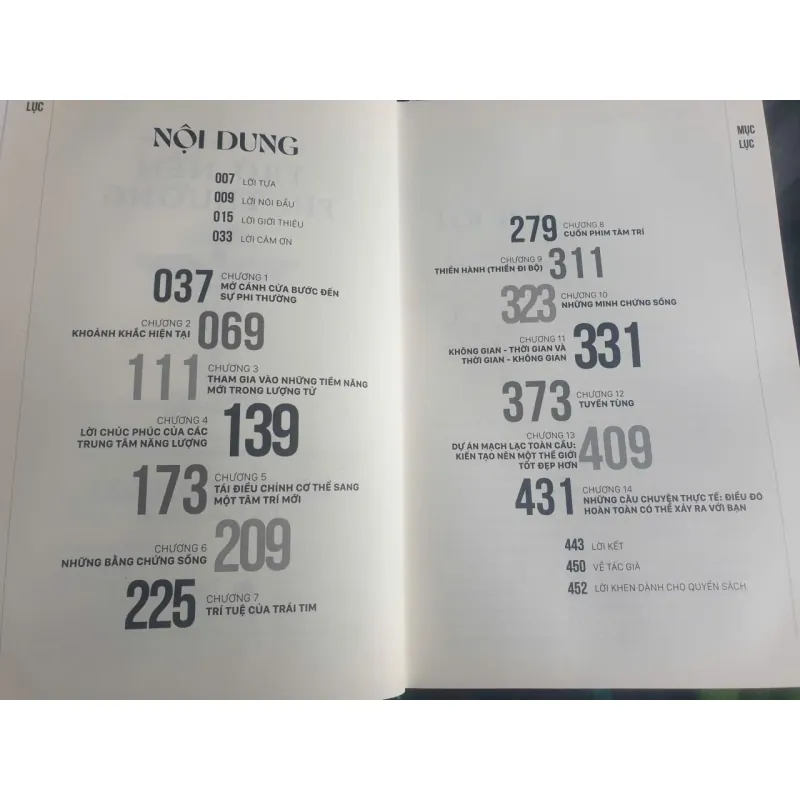 LỤC
NỘI DUNG
007 LỜI TỰA
009 LỜI NÓI ĐẦU
015 LỜI GIỚI THIỆU
033 LỜI CẢM ƠN
037 CHƯƠNG 1
MỞ CÁNH CỬA BƯỚC ĐẾN
SỰ PHI THƯỜNG
CHƯƠNG 2
KHOẢNH KHẮC HIỆN TẠI 069
111 CHƯƠNG 3
THAM GIA VÀO NHỮNG TIỀM NĂNG
MỚI TRONG LƯỢNG TỬ
CHƯƠNG 4
LỜI CHÚC PHÚC CỦA CÁC
TRUNG TÂM NĂNG LƯỢNG 139
173 CHƯƠNG 5
TÁI ĐIỀU CHỈNH CƠ THỂ SANG
MỘT TÂM TRÍ MỚI
CHƯƠNG 6
NHỮNG BẰNG CHỨNG SỐNG 209
225 CHƯƠNG 7
TRÍ TUỆ CỦA TRÁI TIM
MỤC
LỤC
279 CHƯƠNG 8
CUỐN PHIM TÂM TRÍ
CHƯƠNG 9
THIỀN HÀNH (THIỀN ĐI BỘ) 311
323 CHƯƠNG 10
NHỮNG MINH CHỨNG SỐNG
CHƯƠNG 11
KHÔNG GIAN - THỜI GIAN VÀ
THỜI GIAN - KHÔNG GIAN 331
373 CHƯƠNG 12
TUYẾN TÙNG
CHƯƠNG 13
DỰ ÁN MẠCH LẠC TOÀN CẦU:
KIẾN TẠO NÊN MỘT THẾ GIỚI
TỐT ĐẸP HƠN 409
431 CHƯƠNG 14
NHỮNG CÂU CHUYỆN THỰC TẾ: ĐIỀU ĐÓ
HOÀN TOÀN CÓ THỂ XẢY RA VỚI BẠN
443 LỜI KẾT
450 VỀ TÁC GIẢ
452 LỜI KHEN DÀNH CHO QUYỂN SÁCH